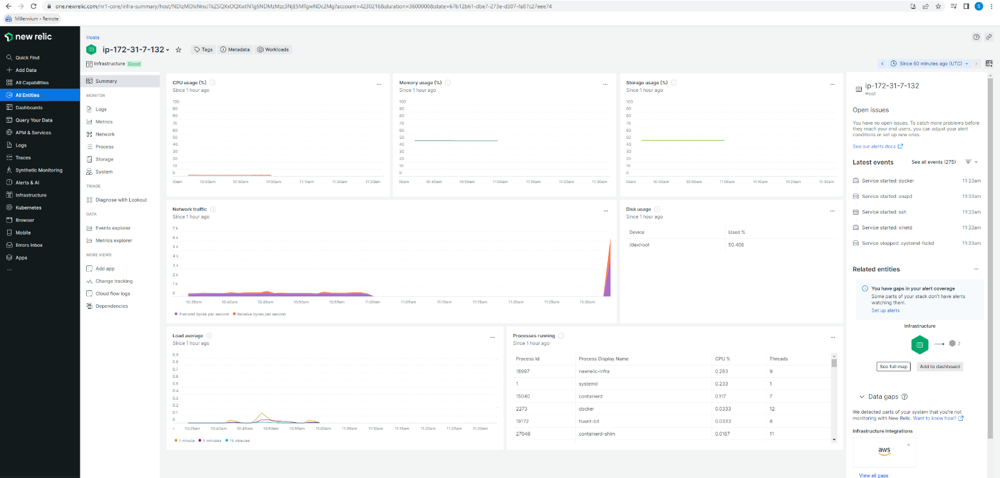 one.newrelic.com/nr1-core/infra-summary/host/NDIzMDIxNnxJTkZSQXxOQXwtNTg5NDMzMzc3NjE5MTgwNDc2Mg?account=4230216&duration=3600000&state=67b12b61-dbe7-273e-d307-fa87c27eee74
S
Millennium - Remote
new relic
Quick Find
Add Data
All Capabilities
All Entities
Dashboards
Query Your Data
APM & Services
Logs
Traces
Synthetic Monitoring
Alerts & AI
Infrastructure
Kubernetes
Browser
Mobile
Errors Inbox
Apps
...
Hosts
ip-172-31-7-132
Tags
Metadata
Workloads
Infrastructure Good
Since 60 minutes ago (UTC)
Summary
MONITOR
Logs
Metrics
Network
Process
Storage
System
TRIAGE
Diagnose with Lookout
DATA
Events explorer
Metrics explorer
MORE VIEWS
Add app
Change tracking
Cloud flow logs
Dependencies
CPU usage (%)
Since 1 hour ago
...
100
90
80
70
60
50
40
30
20
10
0
:30am 10:40am 10:50am 11:00am 11:10am 11:20am 11:30am
Memory usage (%)
Since 1 hour ago
...
100
90
80
70
60
50
40
30
20
10
0
:30am 10:40am 10:50am 11:00am 11:10am 11:20am 11:30am
Storage usage (%)
Since 1 hour ago
...
100
90
80
70
60
50
40
30
20
10
0
:30am 10:40am 10:50am 11:00am 11:10am 11:20am 11:30am
Network traffic
Since 1 hour ago
...
7 k
6 k
5 k
4 k
3 k
2 k
1 k
0
10:35am 10:40am 10:45am 10:50am 10:55am 11:00am 11:05am 11:10am 11:15am 11:20am 11:25am 11:30am
Transmit bytes per second Receive bytes per second
Disk usage
Since 1 hour ago
...
Device Used %
/dev/root 50.406
Load average
Since 1 hour ago
...
0.9
0.8
0.7
0.6
0.5
0.4
0.3
0.2
0.1
0
10:35am 10:40am 10:45am 10:50am 10:55am 11:00am 11:05am 11:10am 11:15am 11:20am 11:25am 11:30am
1 minute 5 minutes 15 minutes
Processes running
Since 1 hour ago
...
Process Id Process Display Name CPU % Threads
18997 newrelic-infra 0.283 9
1 systemd 0.233 1
15040 containerd 0.117 7
2273 docker 0.0333 12
19172 fluent-bit 0.0333 8
27046 containerd-shim 0.0167 11
ip-172-31-7-132
Host
Open issues
You have no open issues. To catch more problems before
they reach your end users, you can adjust your alert
conditions or set up new ones.
See our alerts docs
Latest events See all events (275)
Service started: docker 11:33am
Service started: snapd 11:33am
Service started: ssh 11:33am
Service started: xinetd 11:33am
Service stopped: systemd-fsckd 11:33am
Related entities ...
You have gaps in your alert coverage
Some parts of your stack don't have alerts
watching them.
Set up alerts
Infrastructure
2
See full map Add to dashboard
Data gaps
We detected parts of your system that you're not
monitoring with New Relic. Want to know how?
Infrastructure Integrations
aws
View all gaps